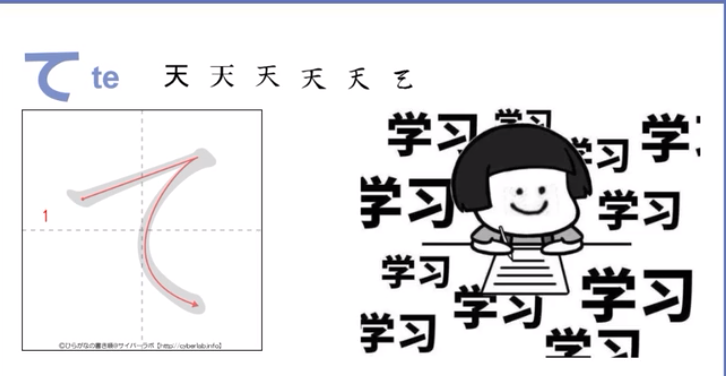 て te 天 天 天 天 天 て
1
©ひらがなの書き順@サイバーラボ【http://cyberlab.info】
学习 学习 学习
学习
学习 学习
学习 学习
学习
学习 学习